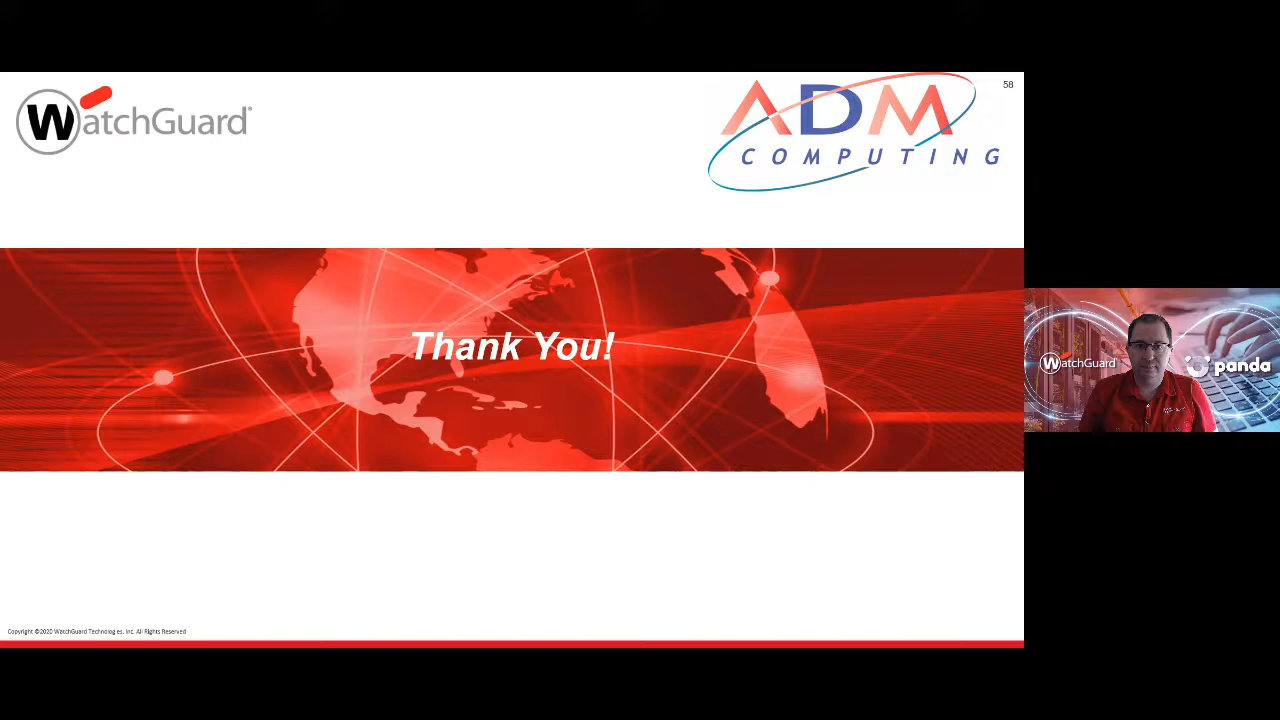 WatchGuard
ADM
COMPUTING
58
Thank You!
WatchGuard
panda
Copyright ©2020 WatchGuard Technologies, Inc. All Rights Reserved